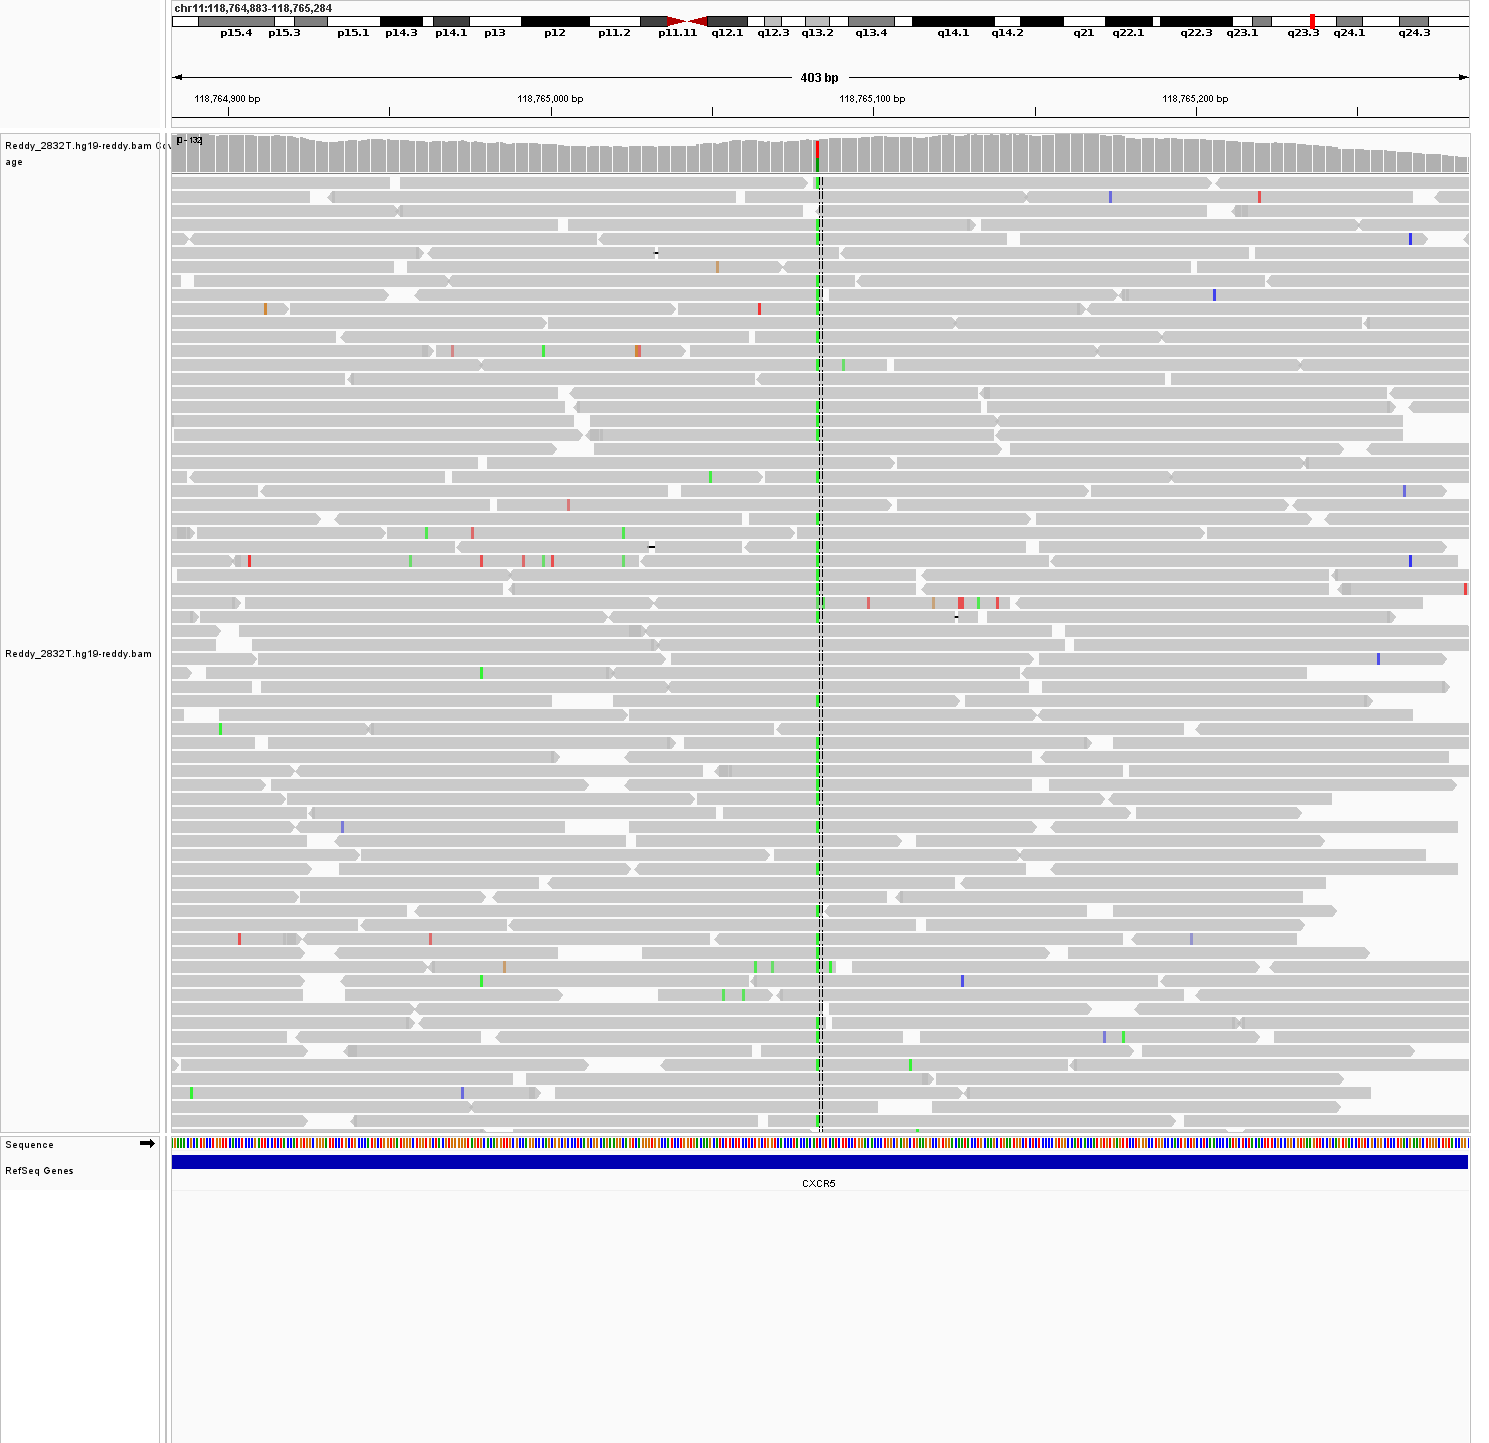 chr11:118,764,883-118,765,284
p15.4 p15.3 p15.1 p14.3 p14.1 p13 p12 p11.2 p11.11 q12.1 q12.3 q13.2 q13.4 q14.1 q14.2 q21 q22.1 q22.3 q23.1 q23.3 q24.1 q24.3
403 bp
118,764,900 bp 118,765,000 bp 118,765,100 bp 118,765,200 bp
[0 - 132]
Reddy_2832T.hg19-reddy.bam Cov
age
Reddy_2832T.hg19-reddy.bam
Sequence
RefSeq Genes
CXCR5